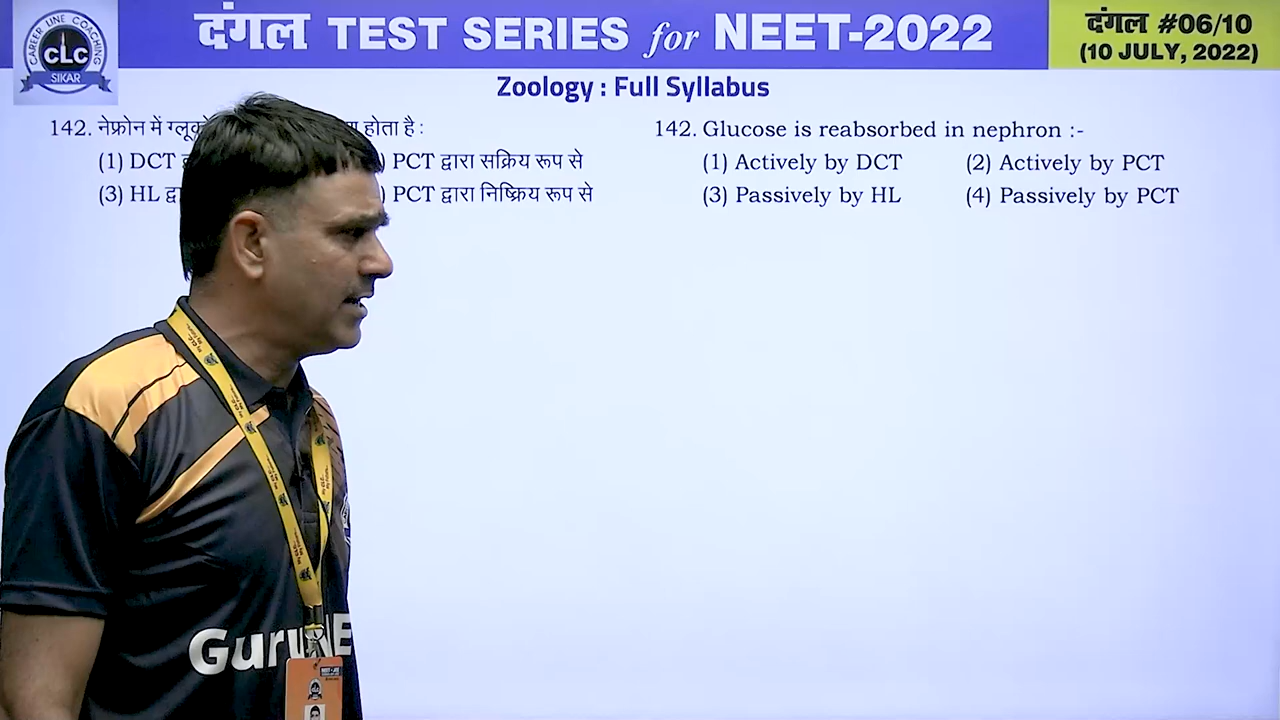 CAREER LINE COACHING
CLC
SIKAR
दंगल TEST SERIES for NEET-2022
दंगल #06/10
(10 JULY, 2022)
Zoology : Full Syllabus
142. नेफ्रोन में होता है :
(1) DCT PCT द्वारा सक्रिय रूप से
(3) HL PCT द्वारा निष्क्रिय रूप से
142. Glucose is reabsorbed in nephron :-
(1) Actively by DCT (2) Actively by PCT
(3) Passively by HL (4) Passively by PCT
CLC